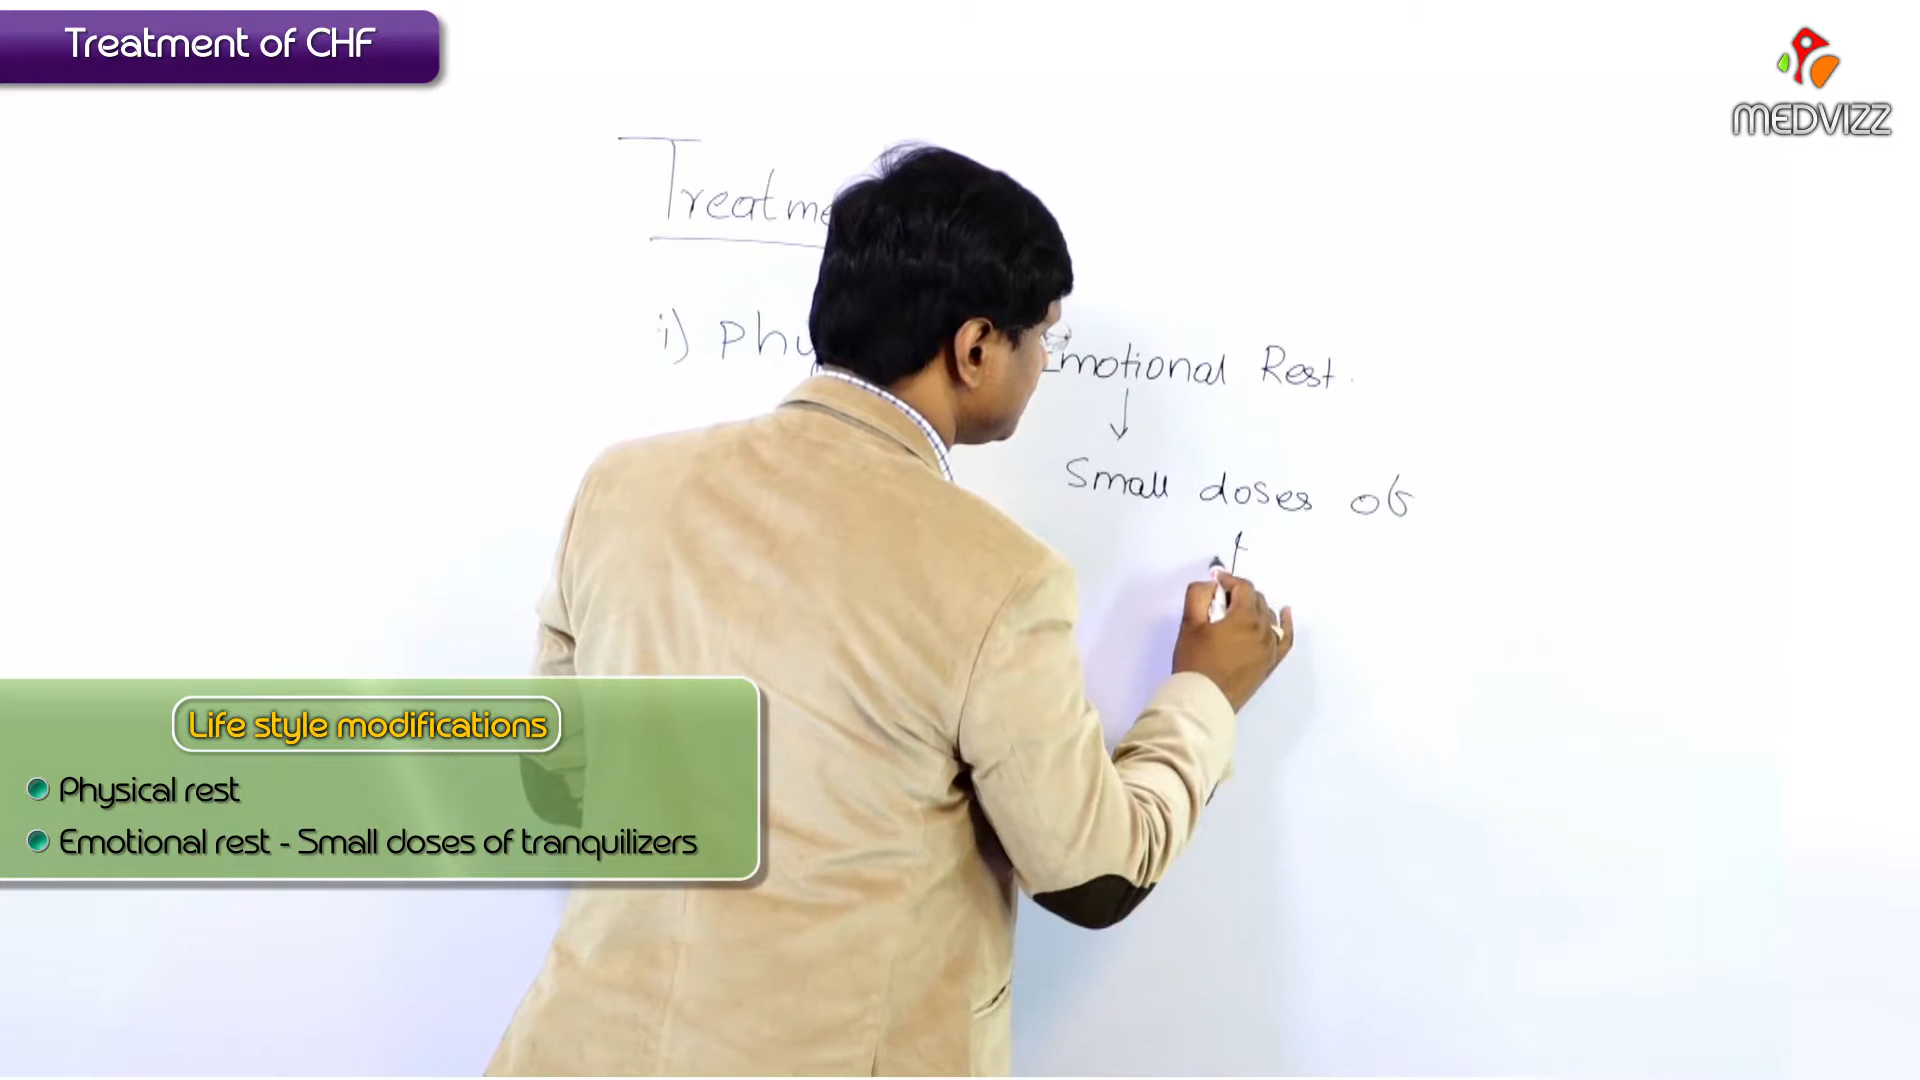 Treatment of CHF
MEDVIZZ
Treatme
i) Phy
Emotional Rest.
Small doses of
t
Life style modifications
Physical rest
Emotional rest - Small doses of tranquilizers